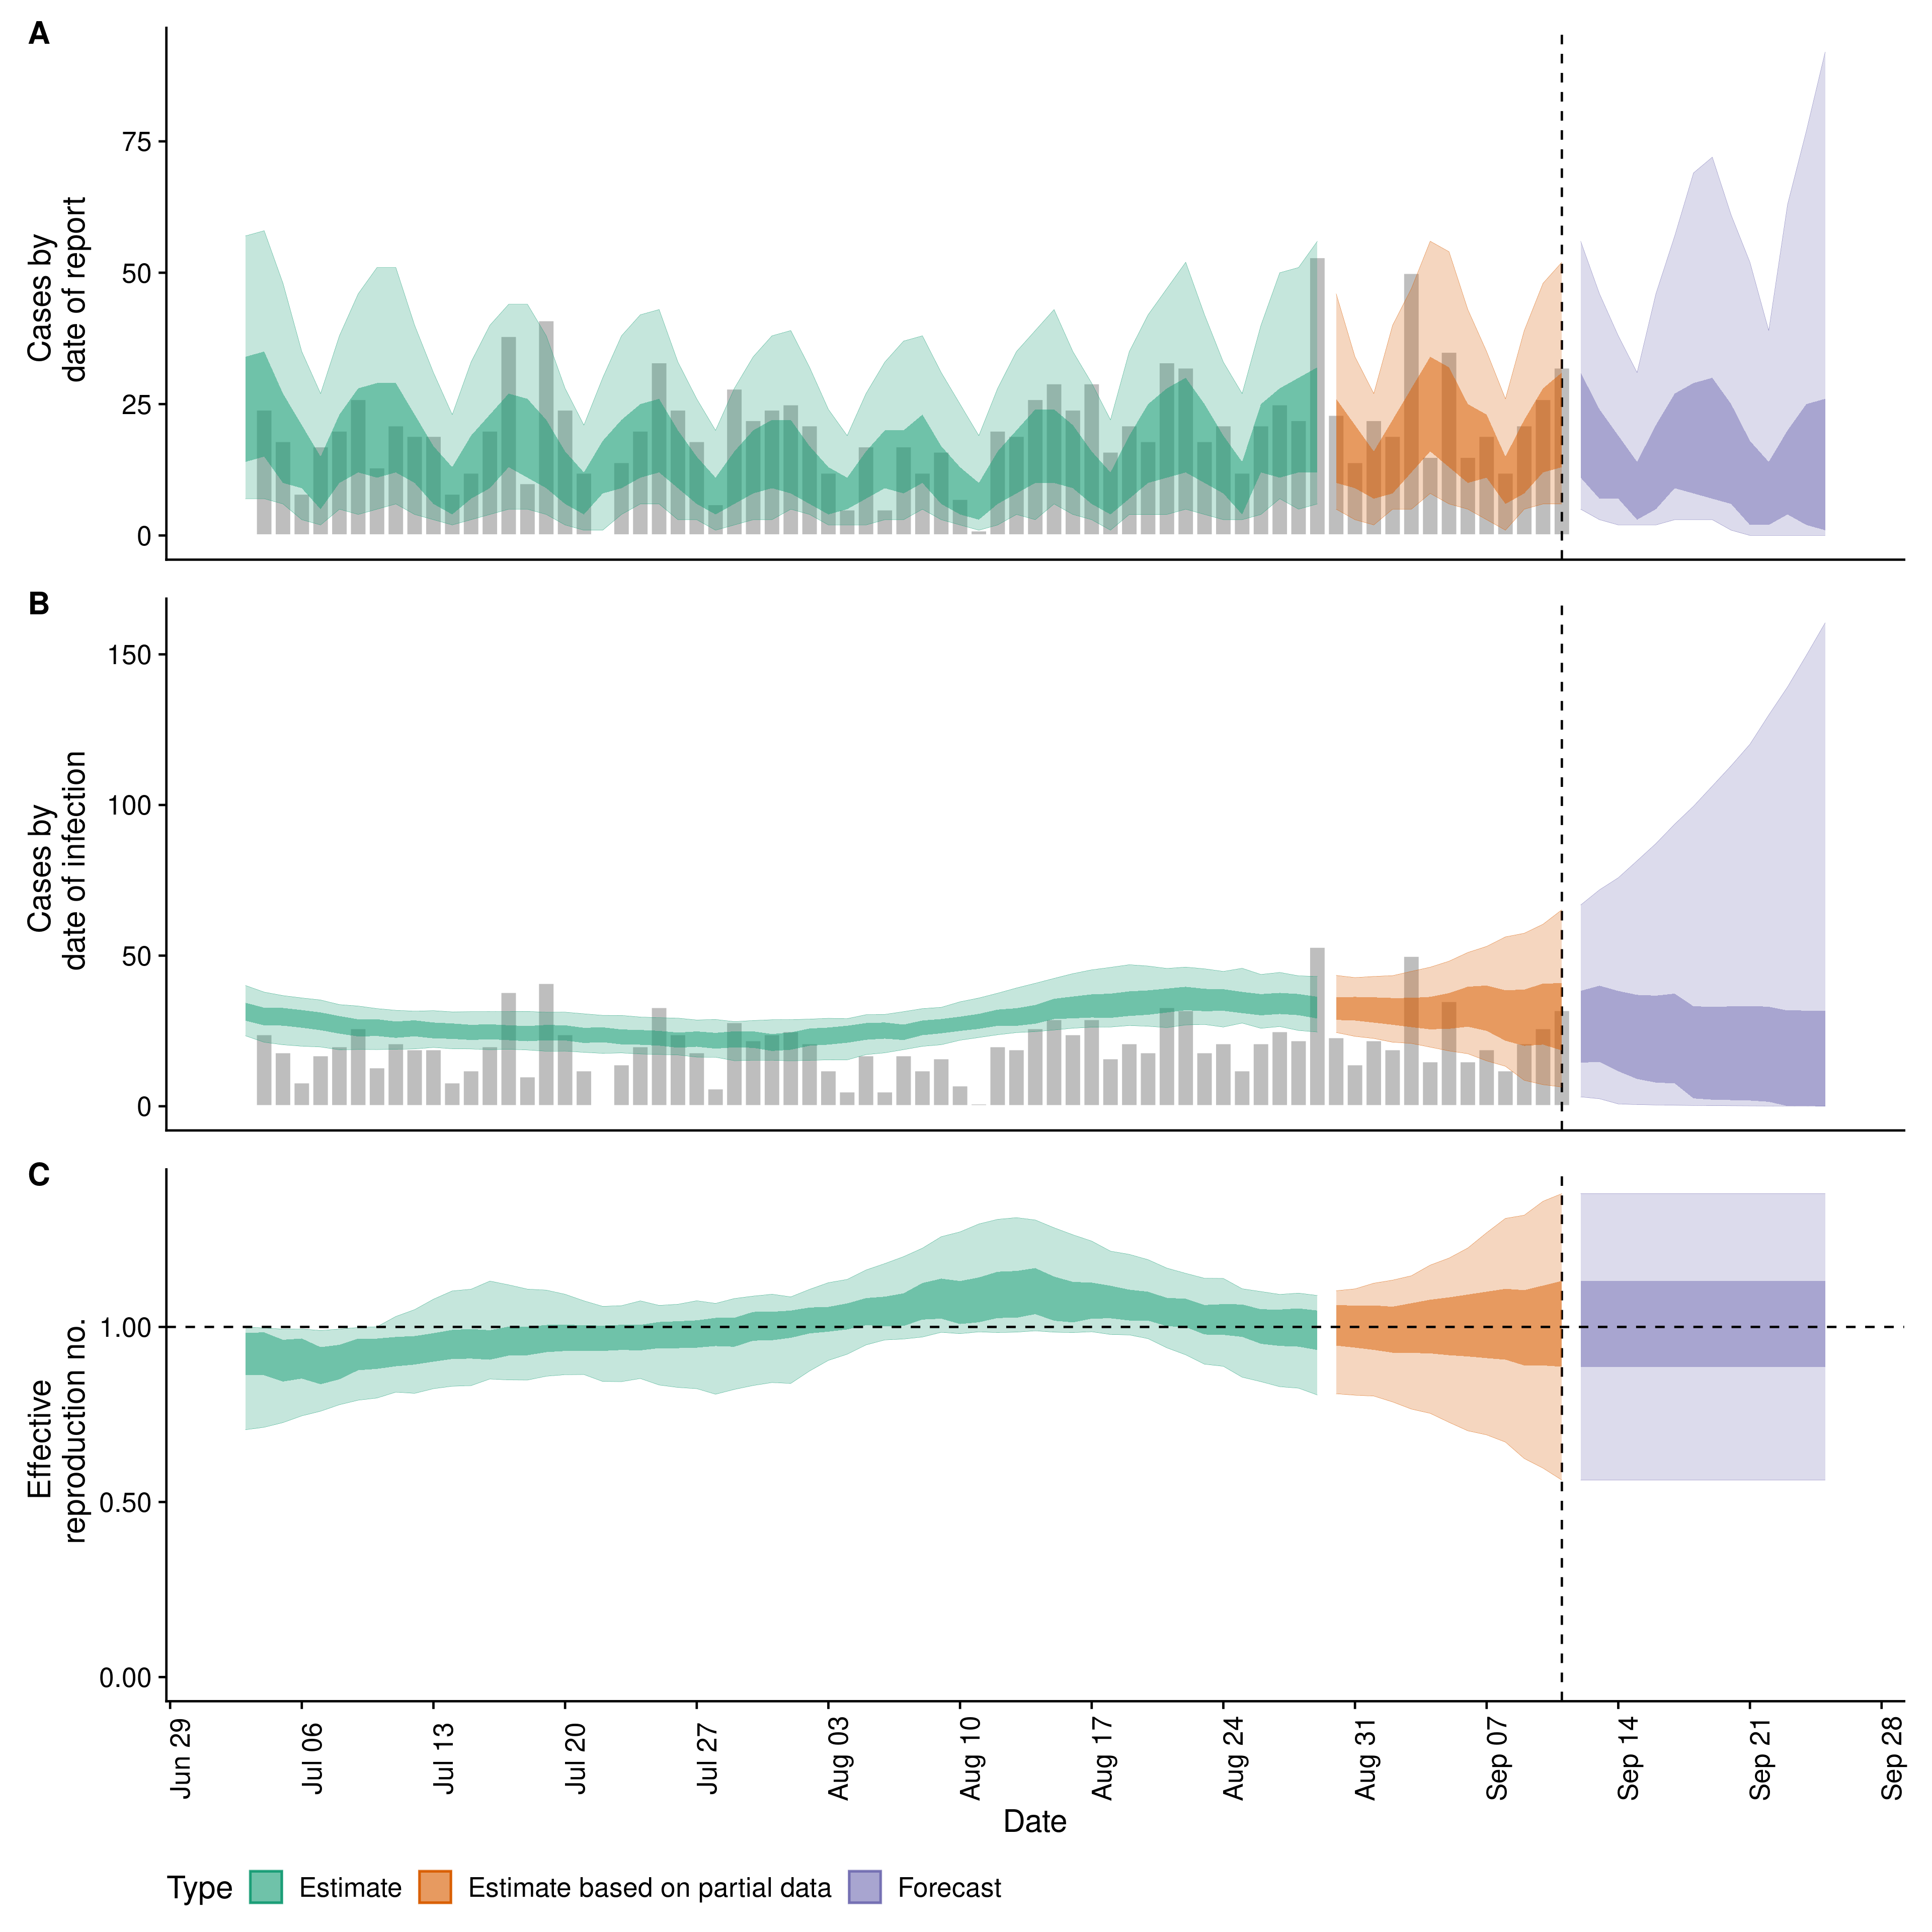 A
Cases by
date of report
75
50
25
0
B
Cases by
date of infection
150
100
50
0
C
Effective
reproduction no.
1.00
0.50
0.00
Jun 29
Jul 06
Jul 13
Jul 20
Jul 27
Aug 03
Aug 10
Aug 17
Aug 24
Aug 31
Sep 07
Sep 14
Sep 21
Sep 28
Date
Type Estimate Estimate based on partial data Forecast